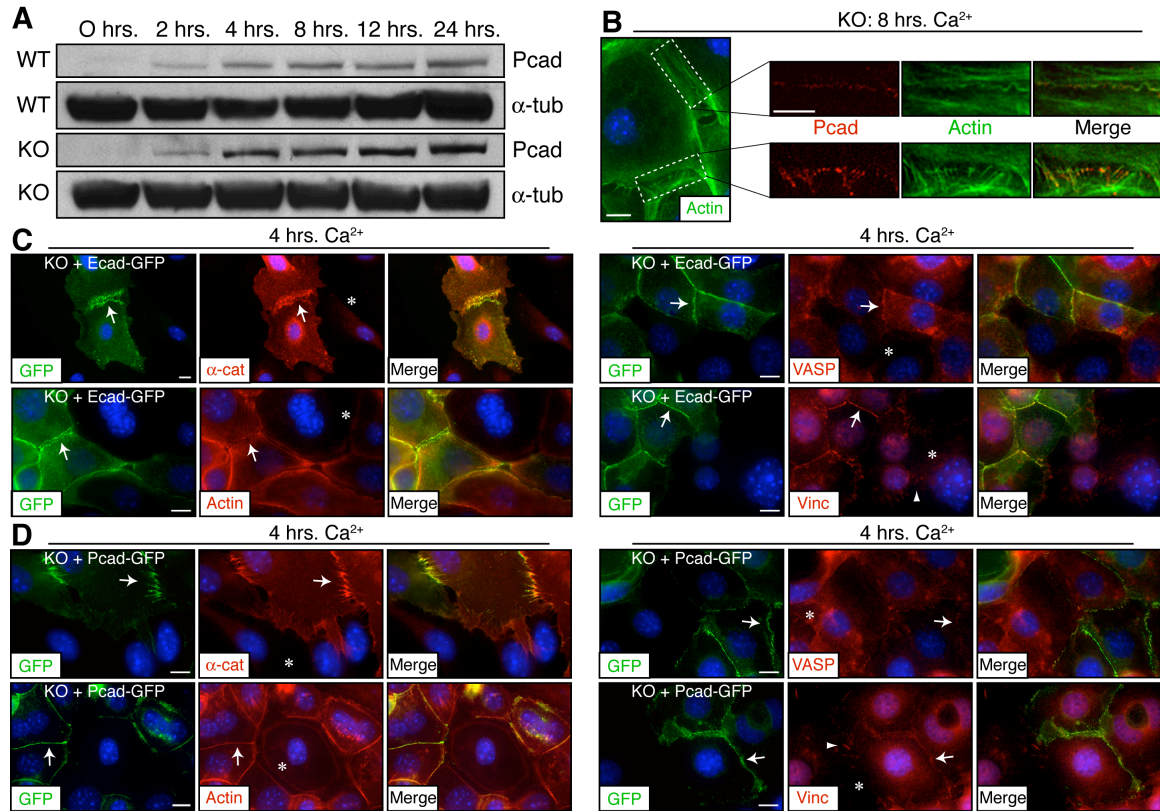 A
O hrs. 2 hrs. 4 hrs. 8 hrs. 12 hrs. 24 hrs.
WT Pcad
WT α-tub
KO Pcad
KO α-tub
B
KO: 8 hrs. Ca²⁺
Pcad Actin Merge
Actin
C
4 hrs. Ca²⁺
KO + Ecad-GFP
*
GFP α-cat Merge
KO + Ecad-GFP
*
GFP Actin Merge
4 hrs. Ca²⁺
KO + Ecad-GFP
*
GFP VASP Merge
KO + Ecad-GFP
*
GFP Vinc Merge
D
4 hrs. Ca²⁺
KO + Pcad-GFP
*
GFP α-cat Merge
KO + Pcad-GFP
*
GFP Actin Merge
4 hrs. Ca²⁺
KO + Pcad-GFP
*
GFP VASP Merge
KO + Pcad-GFP
*
GFP Vinc Merge